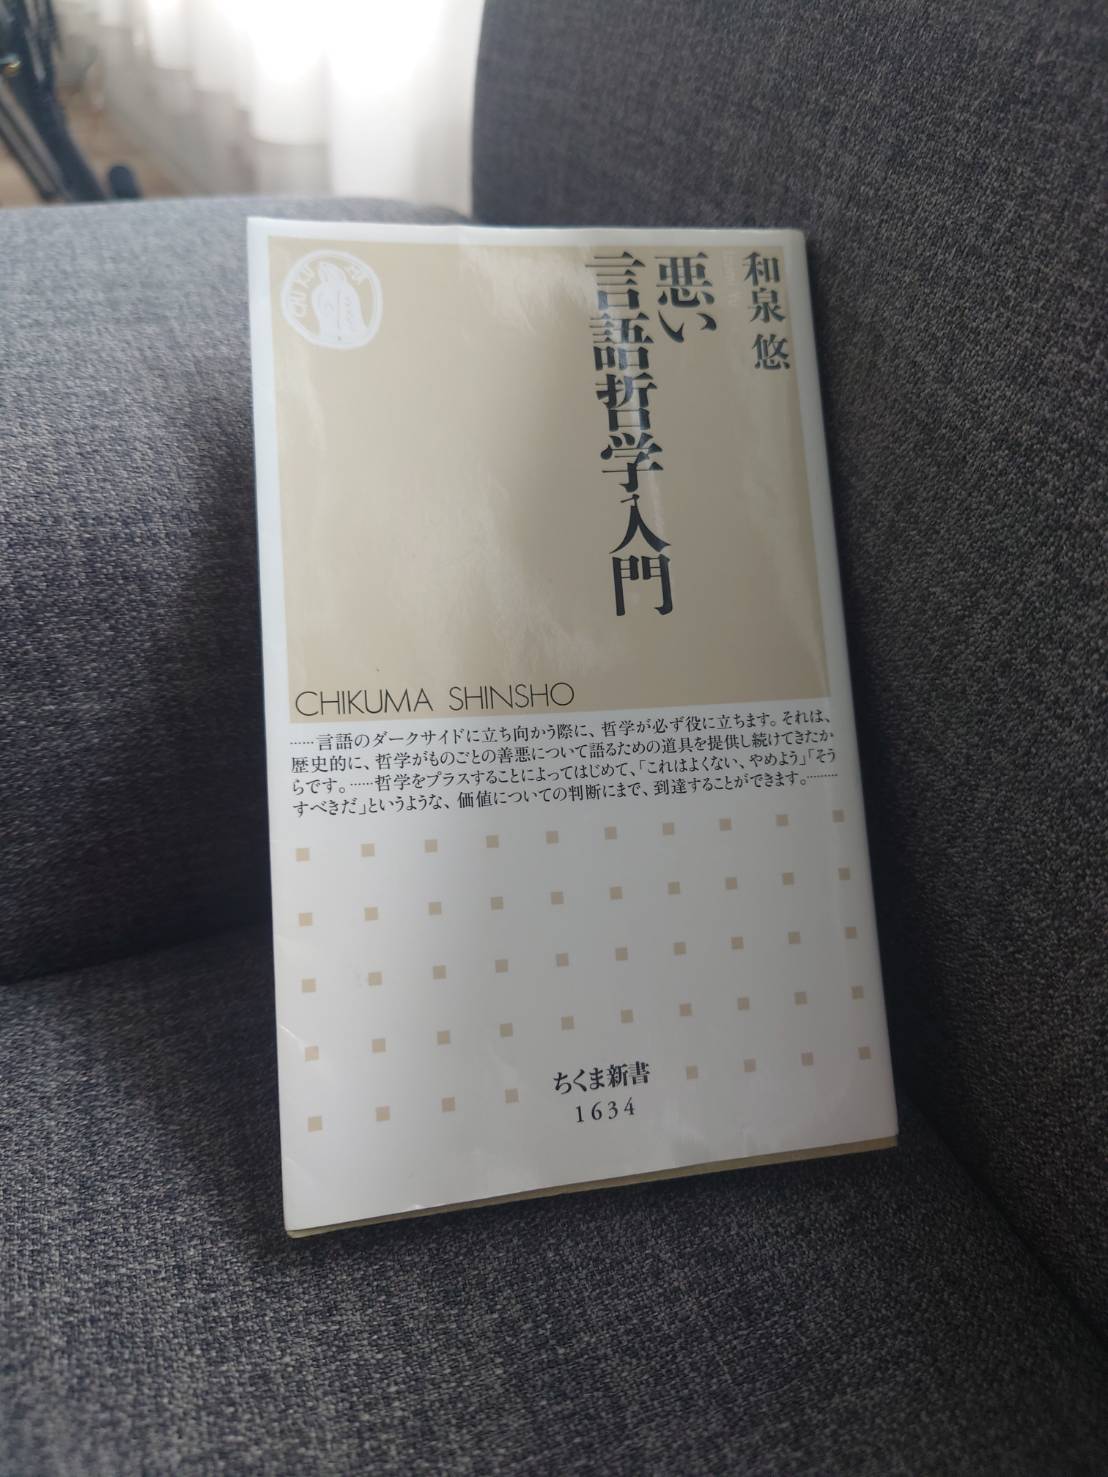 和泉 悠
悪い
言語哲学入門
CHIKUMA SHINSHO
……言語のダークサイドに立ち向かう際に、哲学が必ず役に立ちます。それは、
歴史的に、哲学がものごとの善悪について語るための道具を提供し続けてきたか
らです。……哲学をプラスすることによってはじめて、「これはよくない、やめよう」「そう
すべきだ」というような、価値についての判断にまで、到達することができます。………
ちくま新書
1634